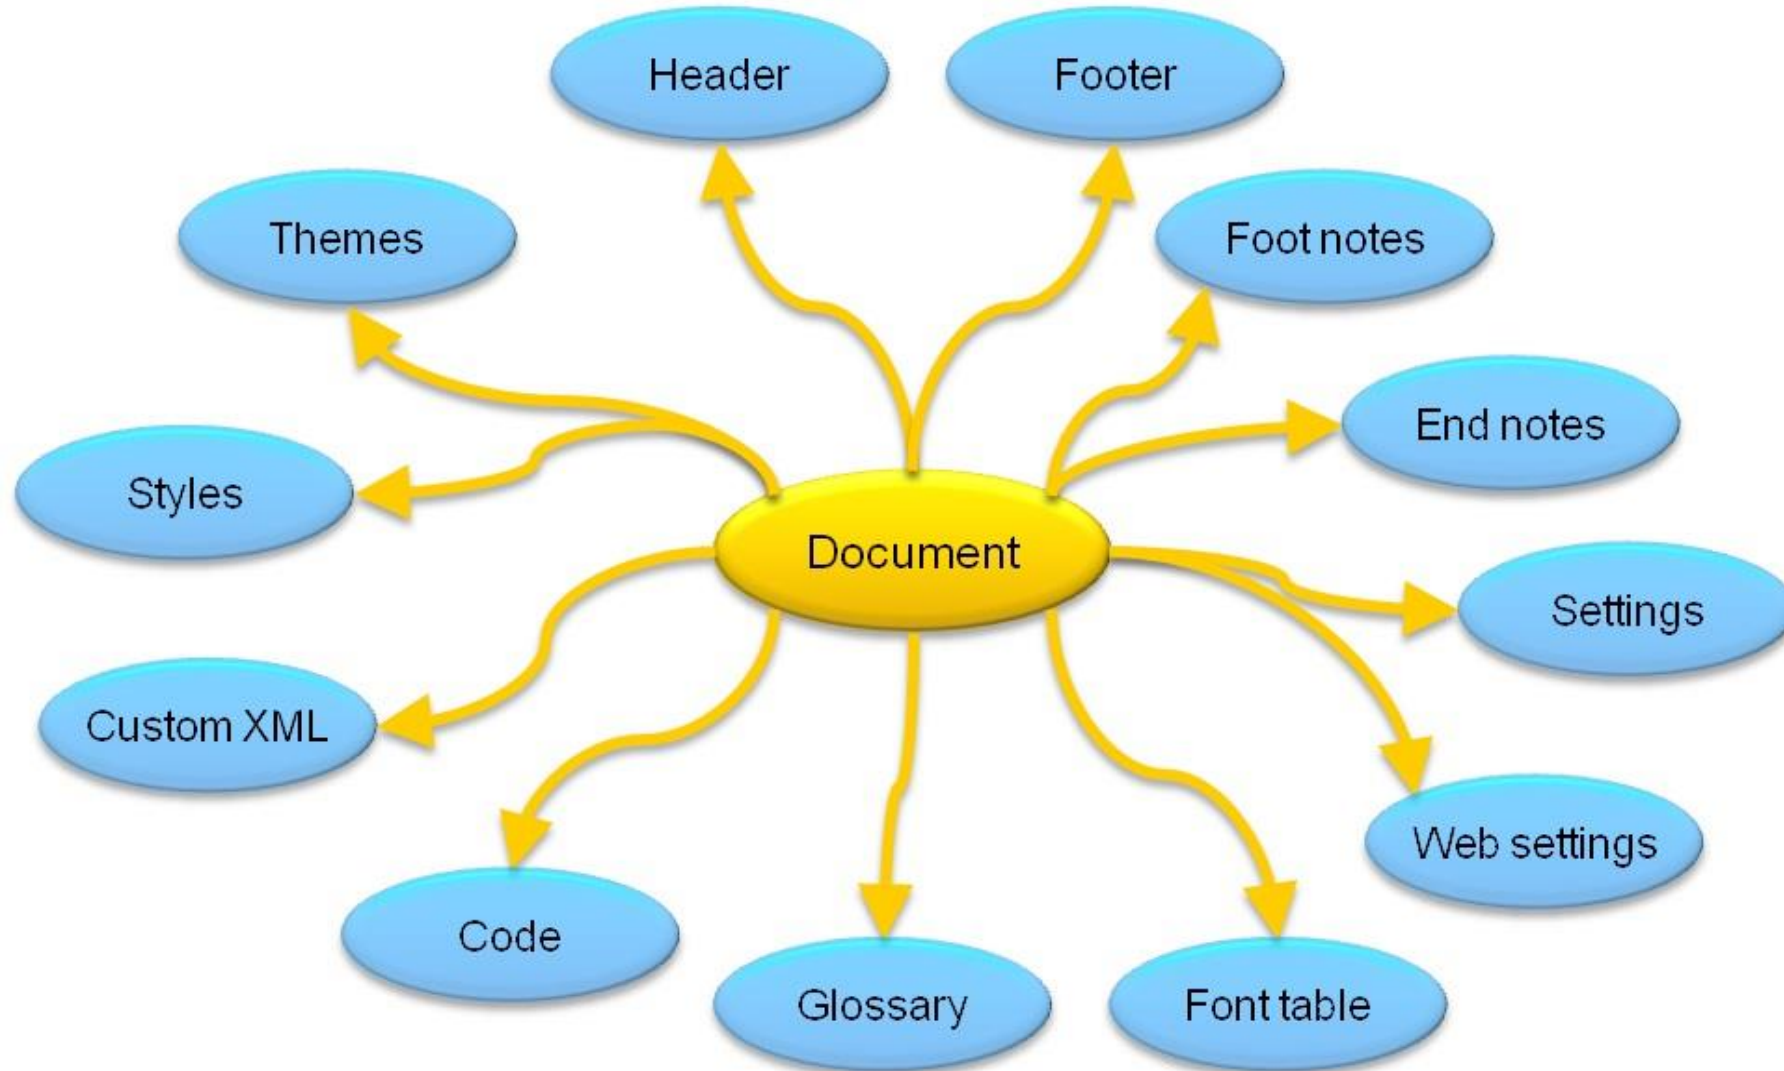 Header
Footer
Themes
Foot notes
End notes
Styles
Document
Settings
Custom XML
Web settings
Code
Glossary
Font table